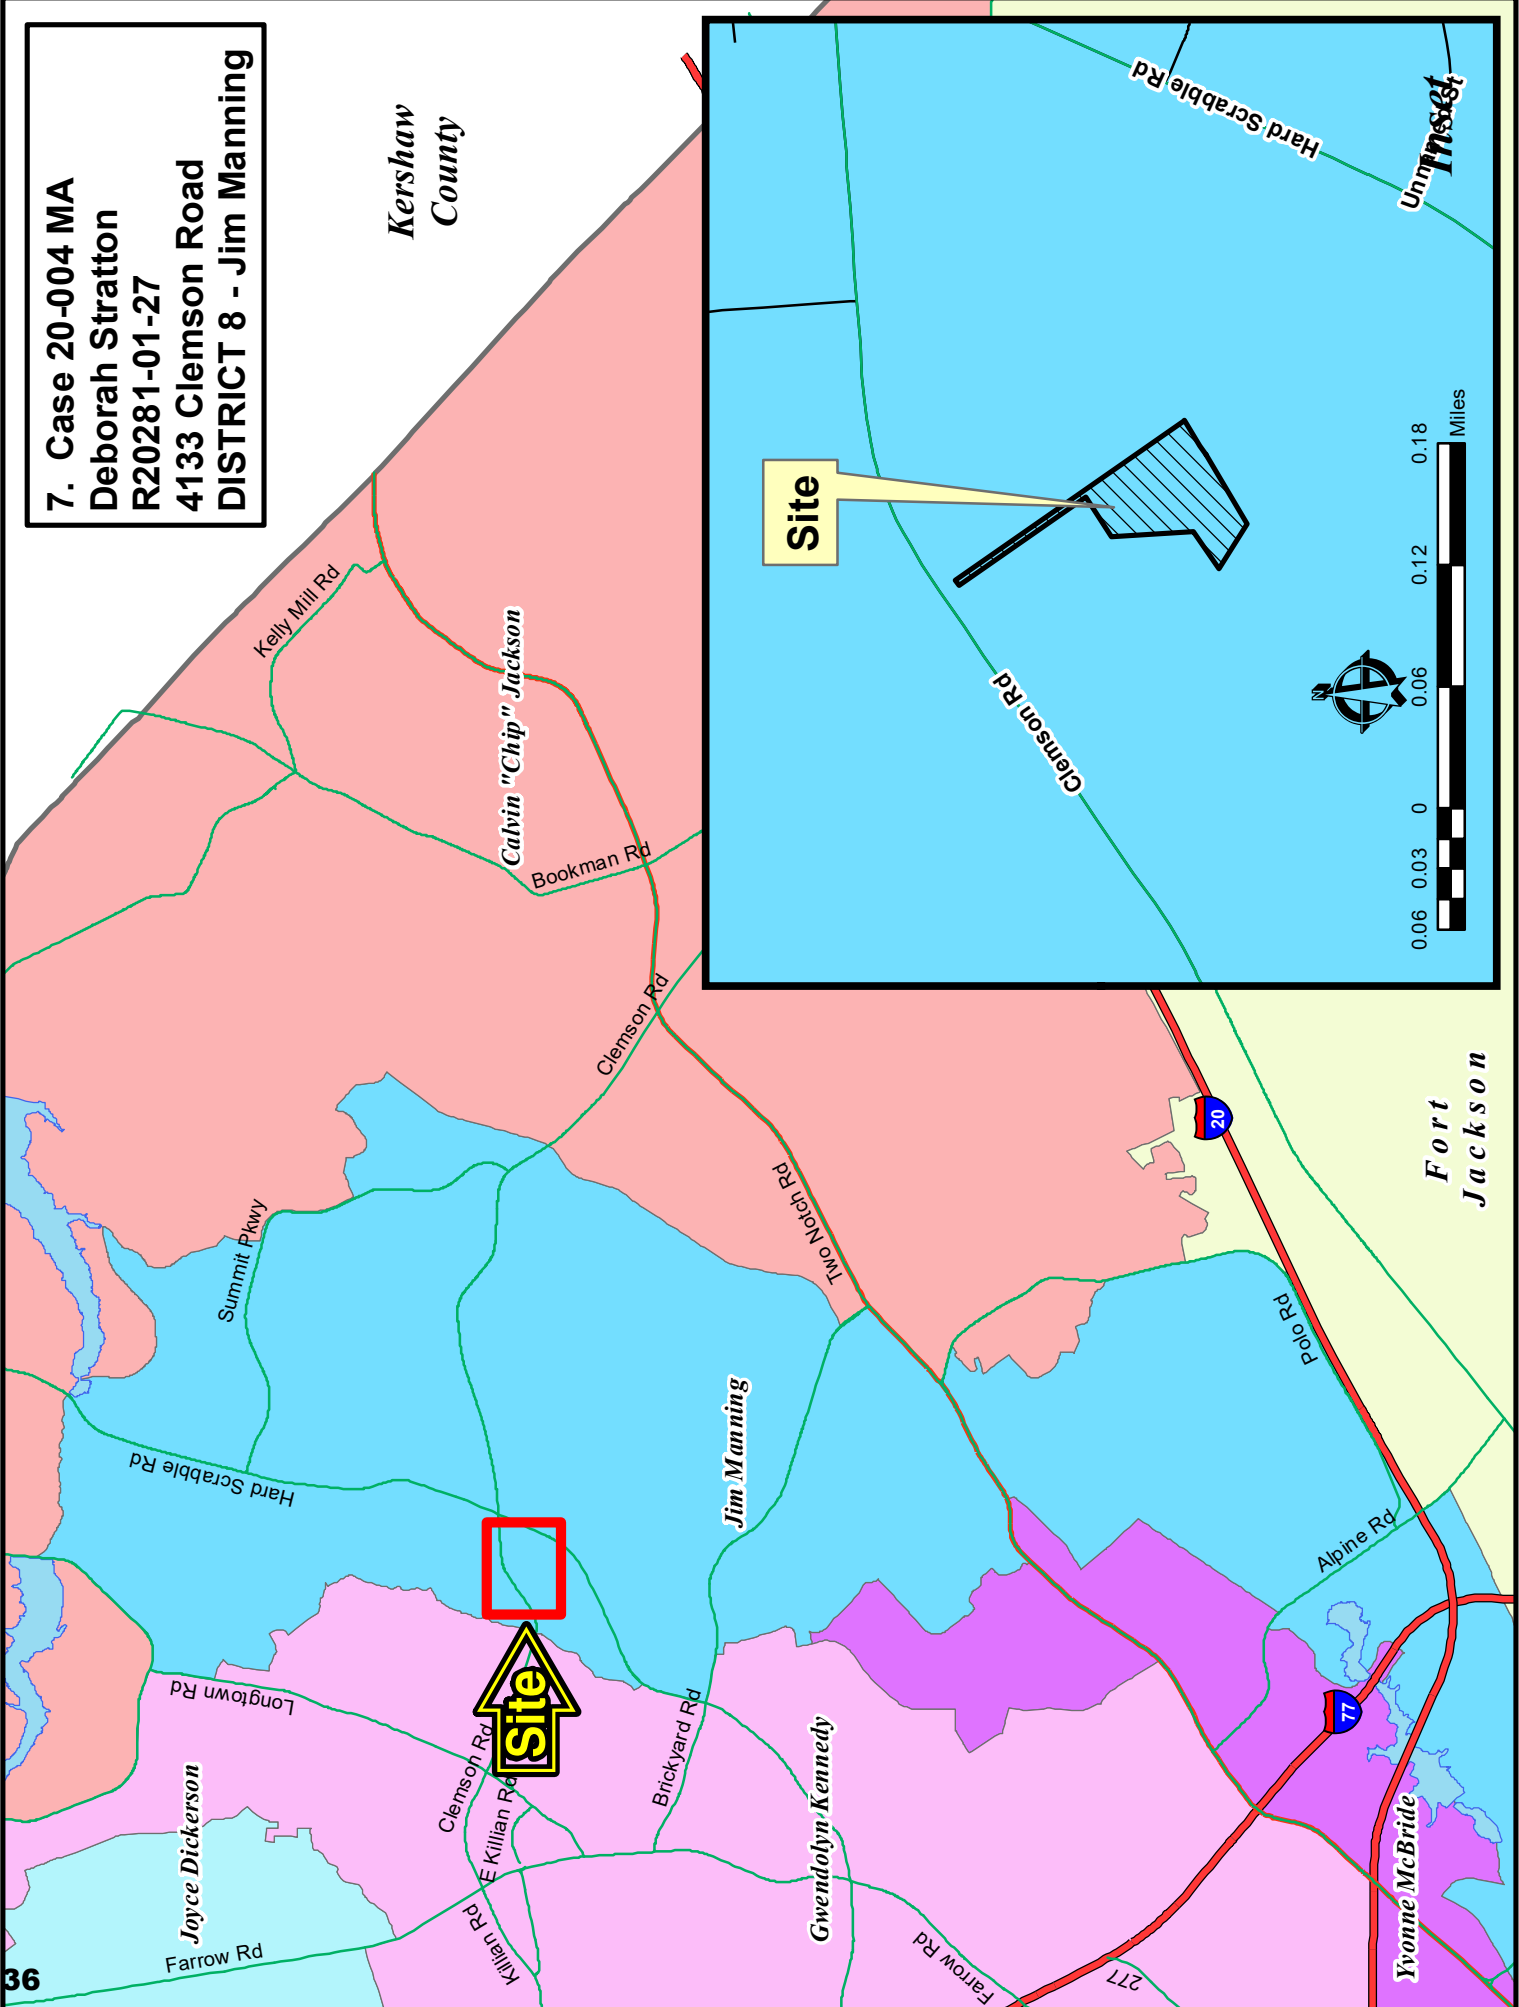 7. Case 20-004 MA
Deborah Stratton
R20281-01-27
4133 Clemson Road
DISTRICT 8 - Jim Manning
Kershaw
County
Kelly Mill Rd
Calvin "Chip" Jackson
Bookman Rd
Clemson Rd
Summit Pkwy
Two Notch Rd
Hard Scrabble Rd
Jim Manning
Polo Rd
20
Fort
Jackson
Alpine Rd
Longtown Rd
Site
Clemson Rd
E Killian Rd
Brickyard Rd
Killian Rd
Joyce Dickerson
Gwendolyn Kennedy
Farrow Rd
Farrow Rd
277
77
Yvonne McBride
36
Site
Hard Scrabble Rd
Clemson Rd
Inset
N
0.06 0.03 0 0.06 0.12 0.18
Miles